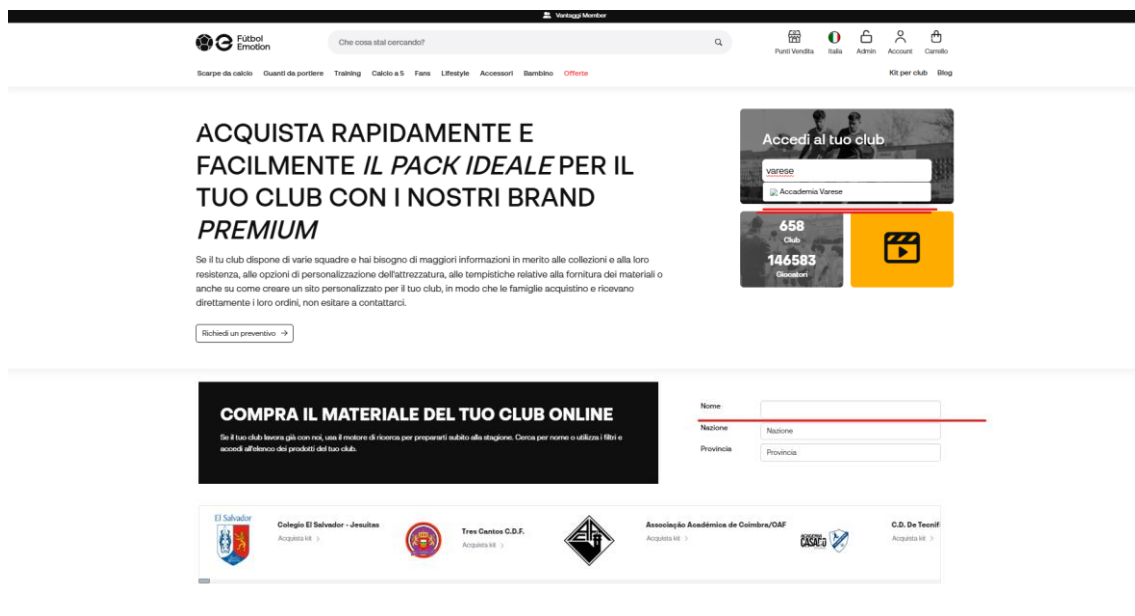 Vantaggi Member
Fútbol Emotion
Che cosa stai cercando?
Punti Vendita
Italia
Admin
Account
Carrello
Scarpe da calcio Guanti da portiere Training Calcio a 5 Fans Lifestyle Accessori Bambino Offerte
Kit per club Blog
ACQUISTA RAPIDAMENTE E
FACILMENTE IL PACK IDEALE PER IL
TUO CLUB CON I NOSTRI BRAND
PREMIUM
Se il tu club dispone di varie squadre e hai bisogno di maggiori informazioni in merito alle collezioni e alla loro
resistenza, alle opzioni di personalizzazione dell'attrezzatura, alle tempistiche relative alla fornitura dei materiali o
anche su come creare un sito personalizzato per il tuo club, in modo che le famiglie acquistino e ricevano
direttamente i loro ordini, non esitare a contattarci.
Richiedi un preventivo
Accedi al tuo club
varese
Accademia Varese
658
Club
146583
Giocatori
COMPRA IL MATERIALE DEL TUO CLUB ONLINE
Se il tuo club lavora già con noi, usa il motore di ricerca per prepararti subito alla stagione. Cerca per nome o utilizza i filtri e
accedi all'elenco dei prodotti del tuo club.
Nome
Nazione
Nazione
Provincia
Provincia
El Salvador
Colegio El Salvador - Jesuitas
Acquista kit
Tres Cantos C.D.F.
Acquista kit
Associação Académica de Coimbra/OAF
Acquista kit
CASACO
C.D. De Tecnif
Acquista kit